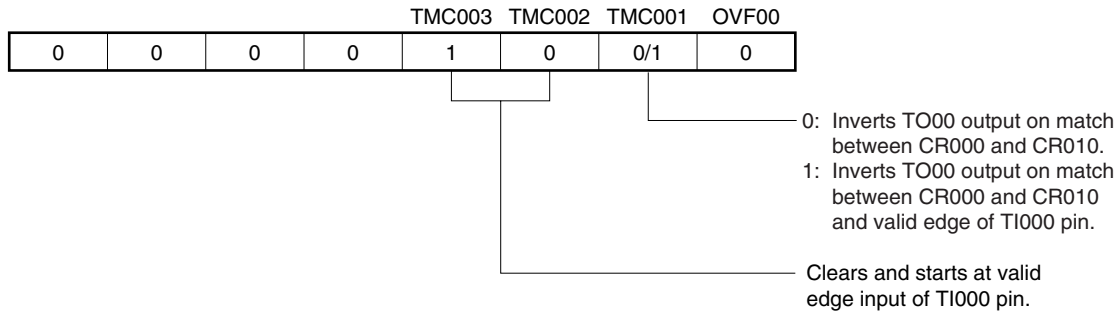 TMC003 TMC002 TMC001 OVF00
0 0 0 0 1 0 0/1 0
0: Inverts TO00 output on match
between CR000 and CR010.
1: Inverts TO00 output on match
between CR000 and CR010
and valid edge of TI000 pin.
Clears and starts at valid
edge input of TI000 pin.